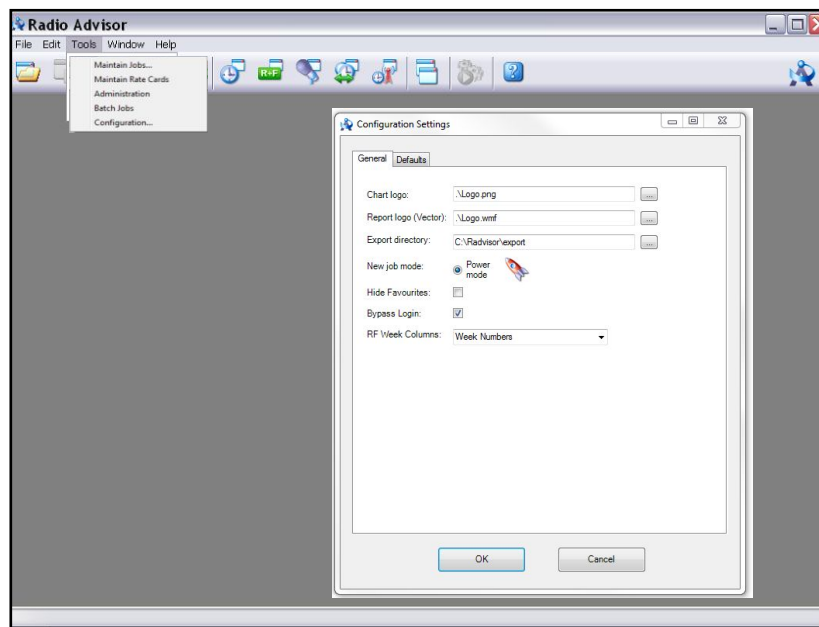 Radio Advisor
File Edit Tools Window Help
Maintain Jobs...
Maintain Rate Cards
Administration
Batch Jobs
Configuration...
R+F
?
Configuration Settings
General Defaults
Chart logo: .\Logo.png ...
Report logo (Vector): .\Logo.wmf ...
Export directory: C:\Radvisor\export ...
New job mode: Power
mode
Hide Favourites:
Bypass Login:
RF Week Columns: Week Numbers
OK Cancel